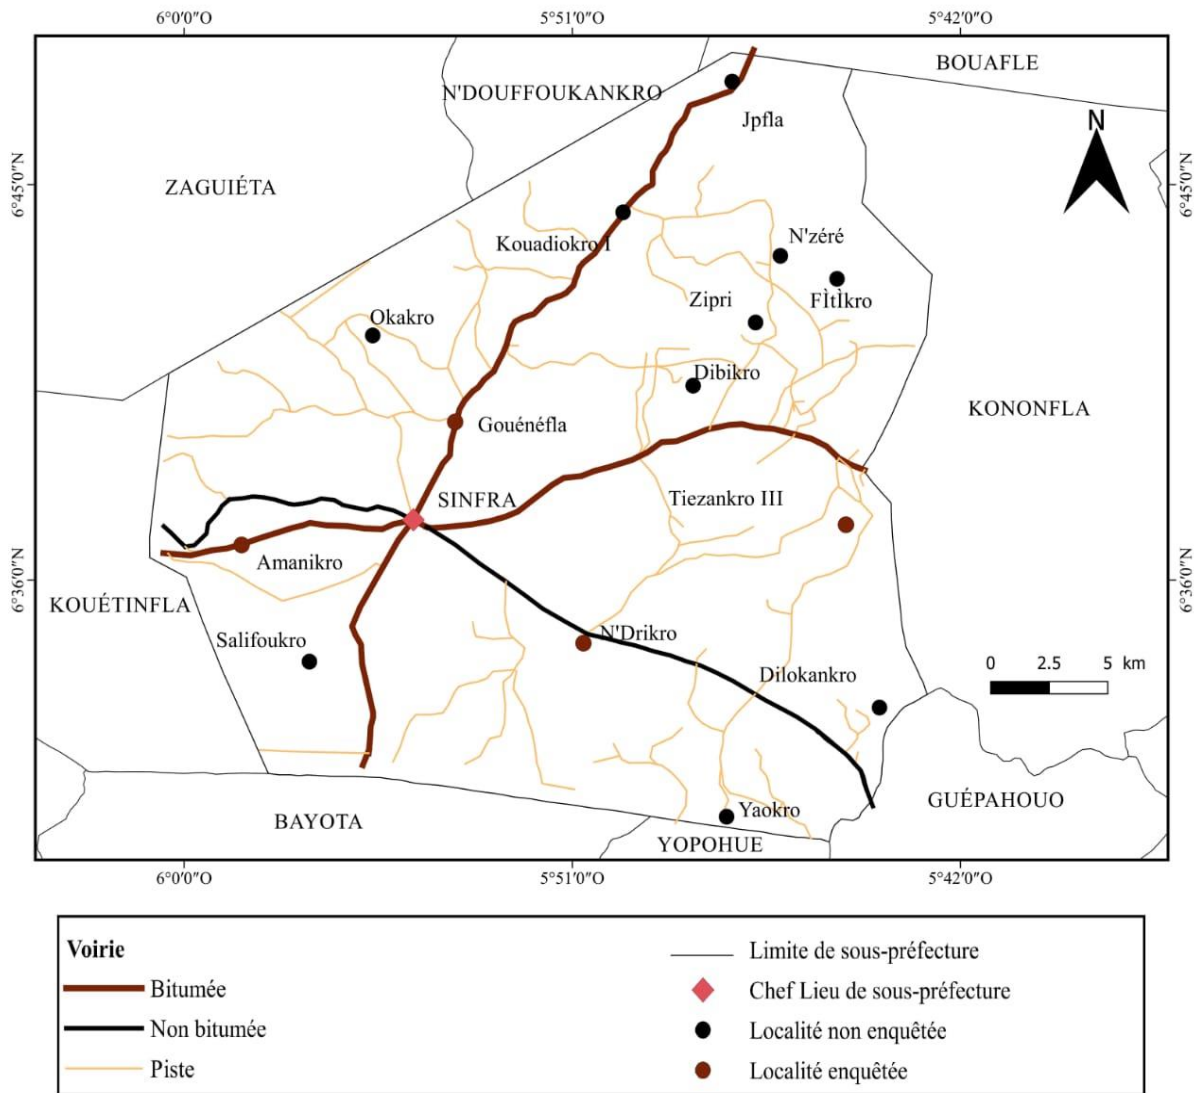 6°0′0″O
5°51′0″O
5°42′0″O
BOUAFLE
N'DOUFFOUKANKRO
Jpfla
N
6°45′0″N
ZAGUIÉTA
6°45′0″N
Kouadiokro I
N'zéré
Zipri
FÌtÌkro
Okakro
Dibikro
KONONFLA
Gouénéfla
SINFRA
Tiezankro III
Amanikro
6°36′0″N
6°36′0″N
KOUÉTINFLA
Salifoukro
N'Drikro
Dilokankro
0 2.5 5 km
GUÉPAHOUO
Yaokro
BAYOTA
YOPOHUE
6°0′0″O
5°51′0″O
5°42′0″O
Voirie
Bitumée
Non bitumée
Piste
Limite de sous-préfecture
Chef Lieu de sous-préfecture
Localité non enquêtée
Localité enquêtée